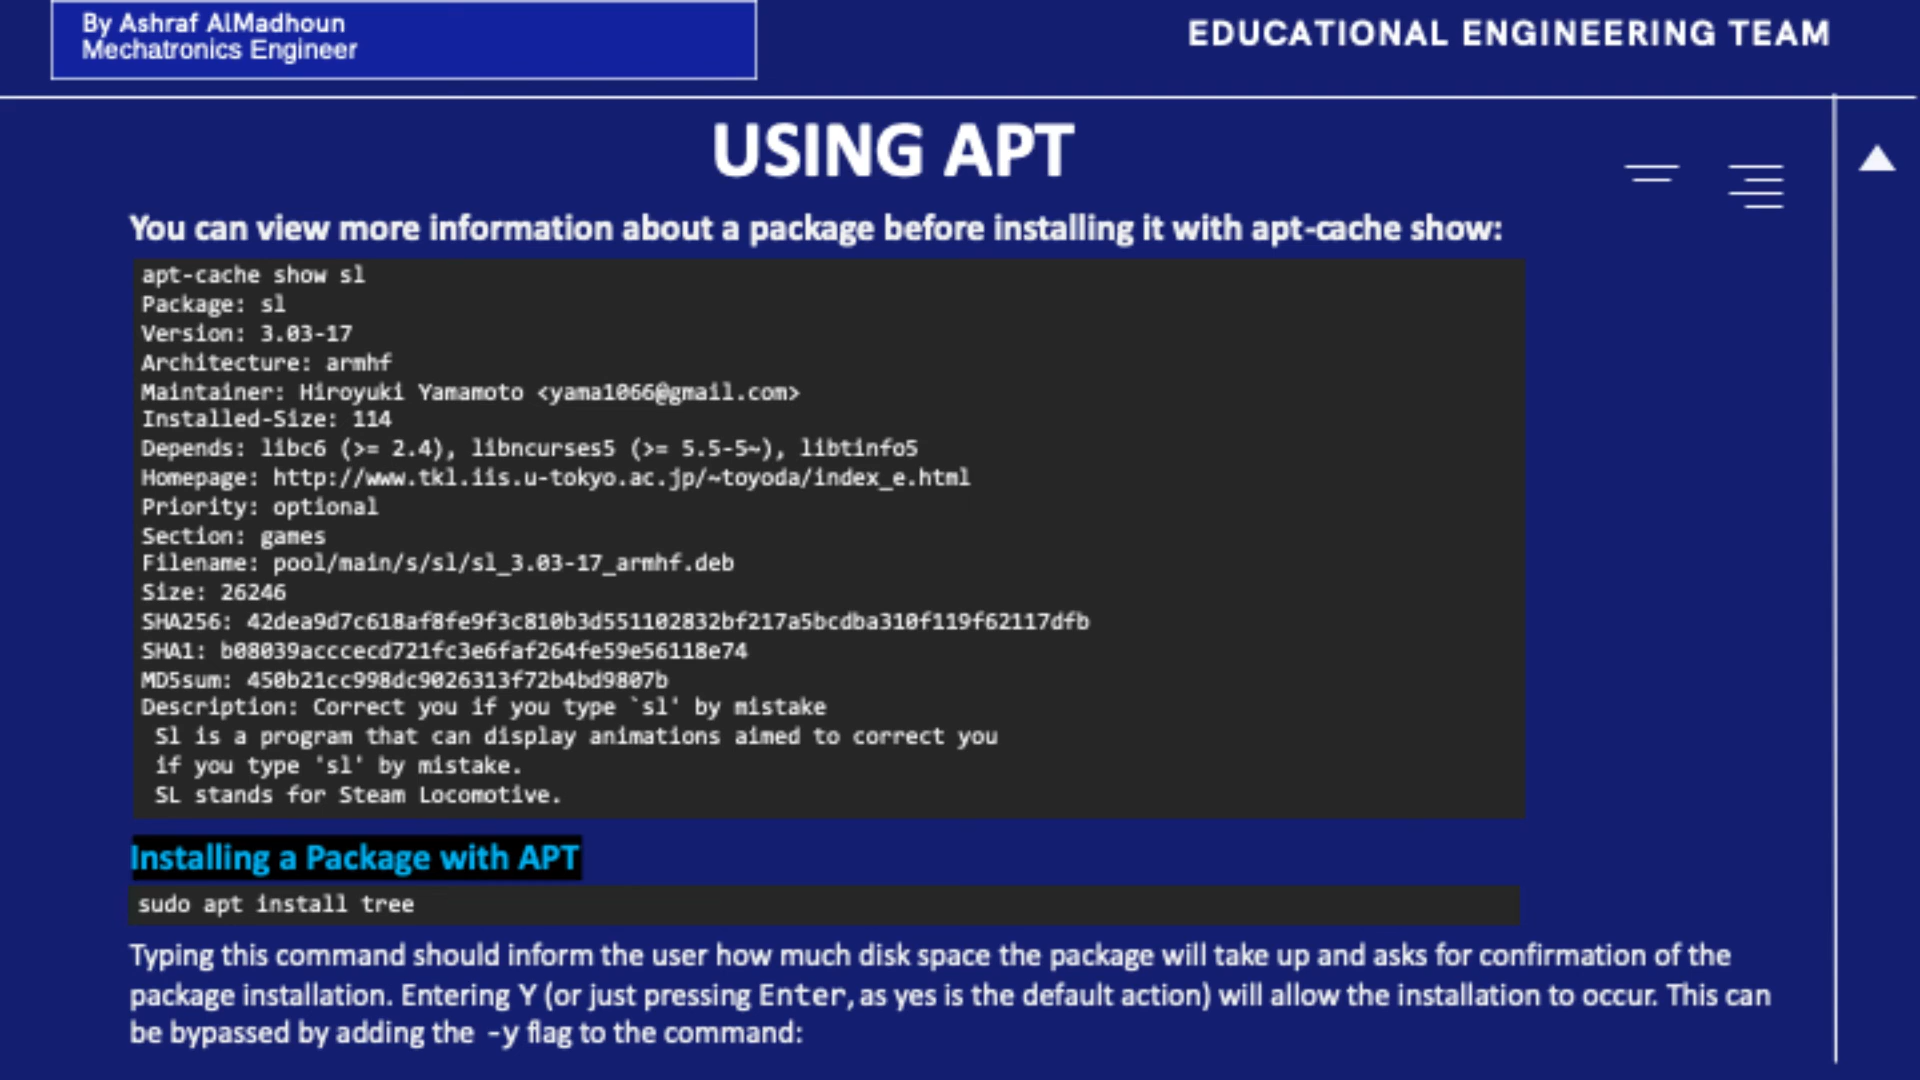 By Ashraf AlMadhoun
Mechatronics Engineer
EDUCATIONAL ENGINEERING TEAM
USING APT
You can view more information about a package before installing it with apt-cache show:
apt-cache show sl
Package: sl
Version: 3.03-17
Architecture: armhf
Maintainer: Hiroyuki Yamamoto <yama1066@gmail.com>
Installed-Size: 114
Depends: libc6 (>= 2.4), libncurses5 (>= 5.5-5~), libtinfo5
Homepage: http://www.tkl.iis.u-tokyo.ac.jp/~toyoda/index_e.html
Priority: optional
Section: games
Filename: pool/main/s/sl/sl_3.03-17_armhf.deb
Size: 26246
SHA256: 42dea9d7c618af8fe9f3c810b3d551102832bf217a5bcdba310f119f62117dfb
SHA1: b08039acccecd721fc3e6faf264fe59e56118e74
MD5sum: 450b21cc998dc9026313f72b4bd9807b
Description: Correct you if you type `sl' by mistake
Sl is a program that can display animations aimed to correct you
if you type 'sl' by mistake.
SL stands for Steam Locomotive.
Installing a Package with APT
sudo apt install tree
Typing this command should inform the user how much disk space the package will take up and asks for confirmation of the
package installation. Entering Y (or just pressing Enter, as yes is the default action) will allow the installation to occur. This can
be bypassed by adding the -y flag to the command: